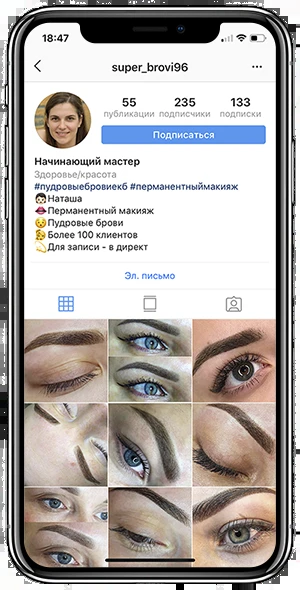 18:47
super_brovi96
55 235 133
публикации подписчики подписки
Подписаться
Начинающий мастер
Здоровье/красота
#пудровыебровиекб #перманентныймакияж
Наташа
Перманентный макияж
Пудровые брови
Более 100 клиентов
Для записи - в директ
Эл. письмо